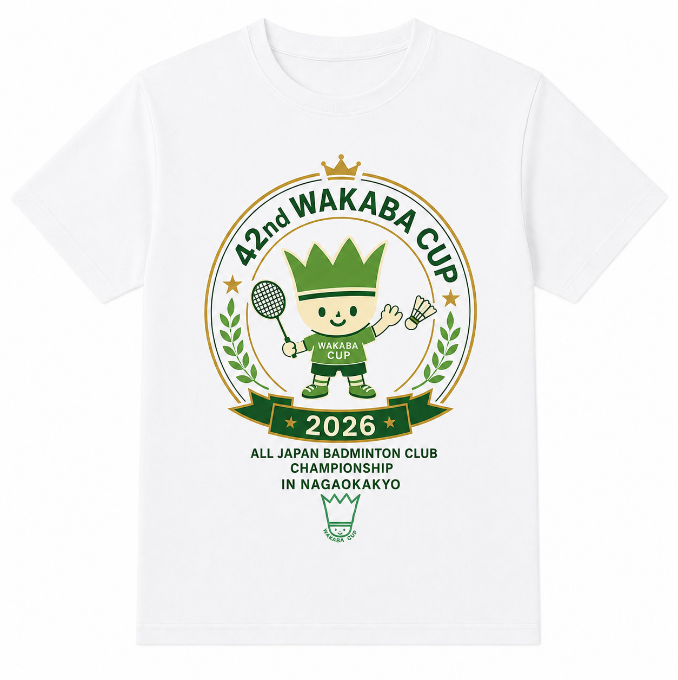 42nd WAKABA CUP
WAKABA
CUP
2026
ALL JAPAN BADMINTON CLUB
CHAMPIONSHIP
IN NAGAOKAKYO
WAKABA CUP